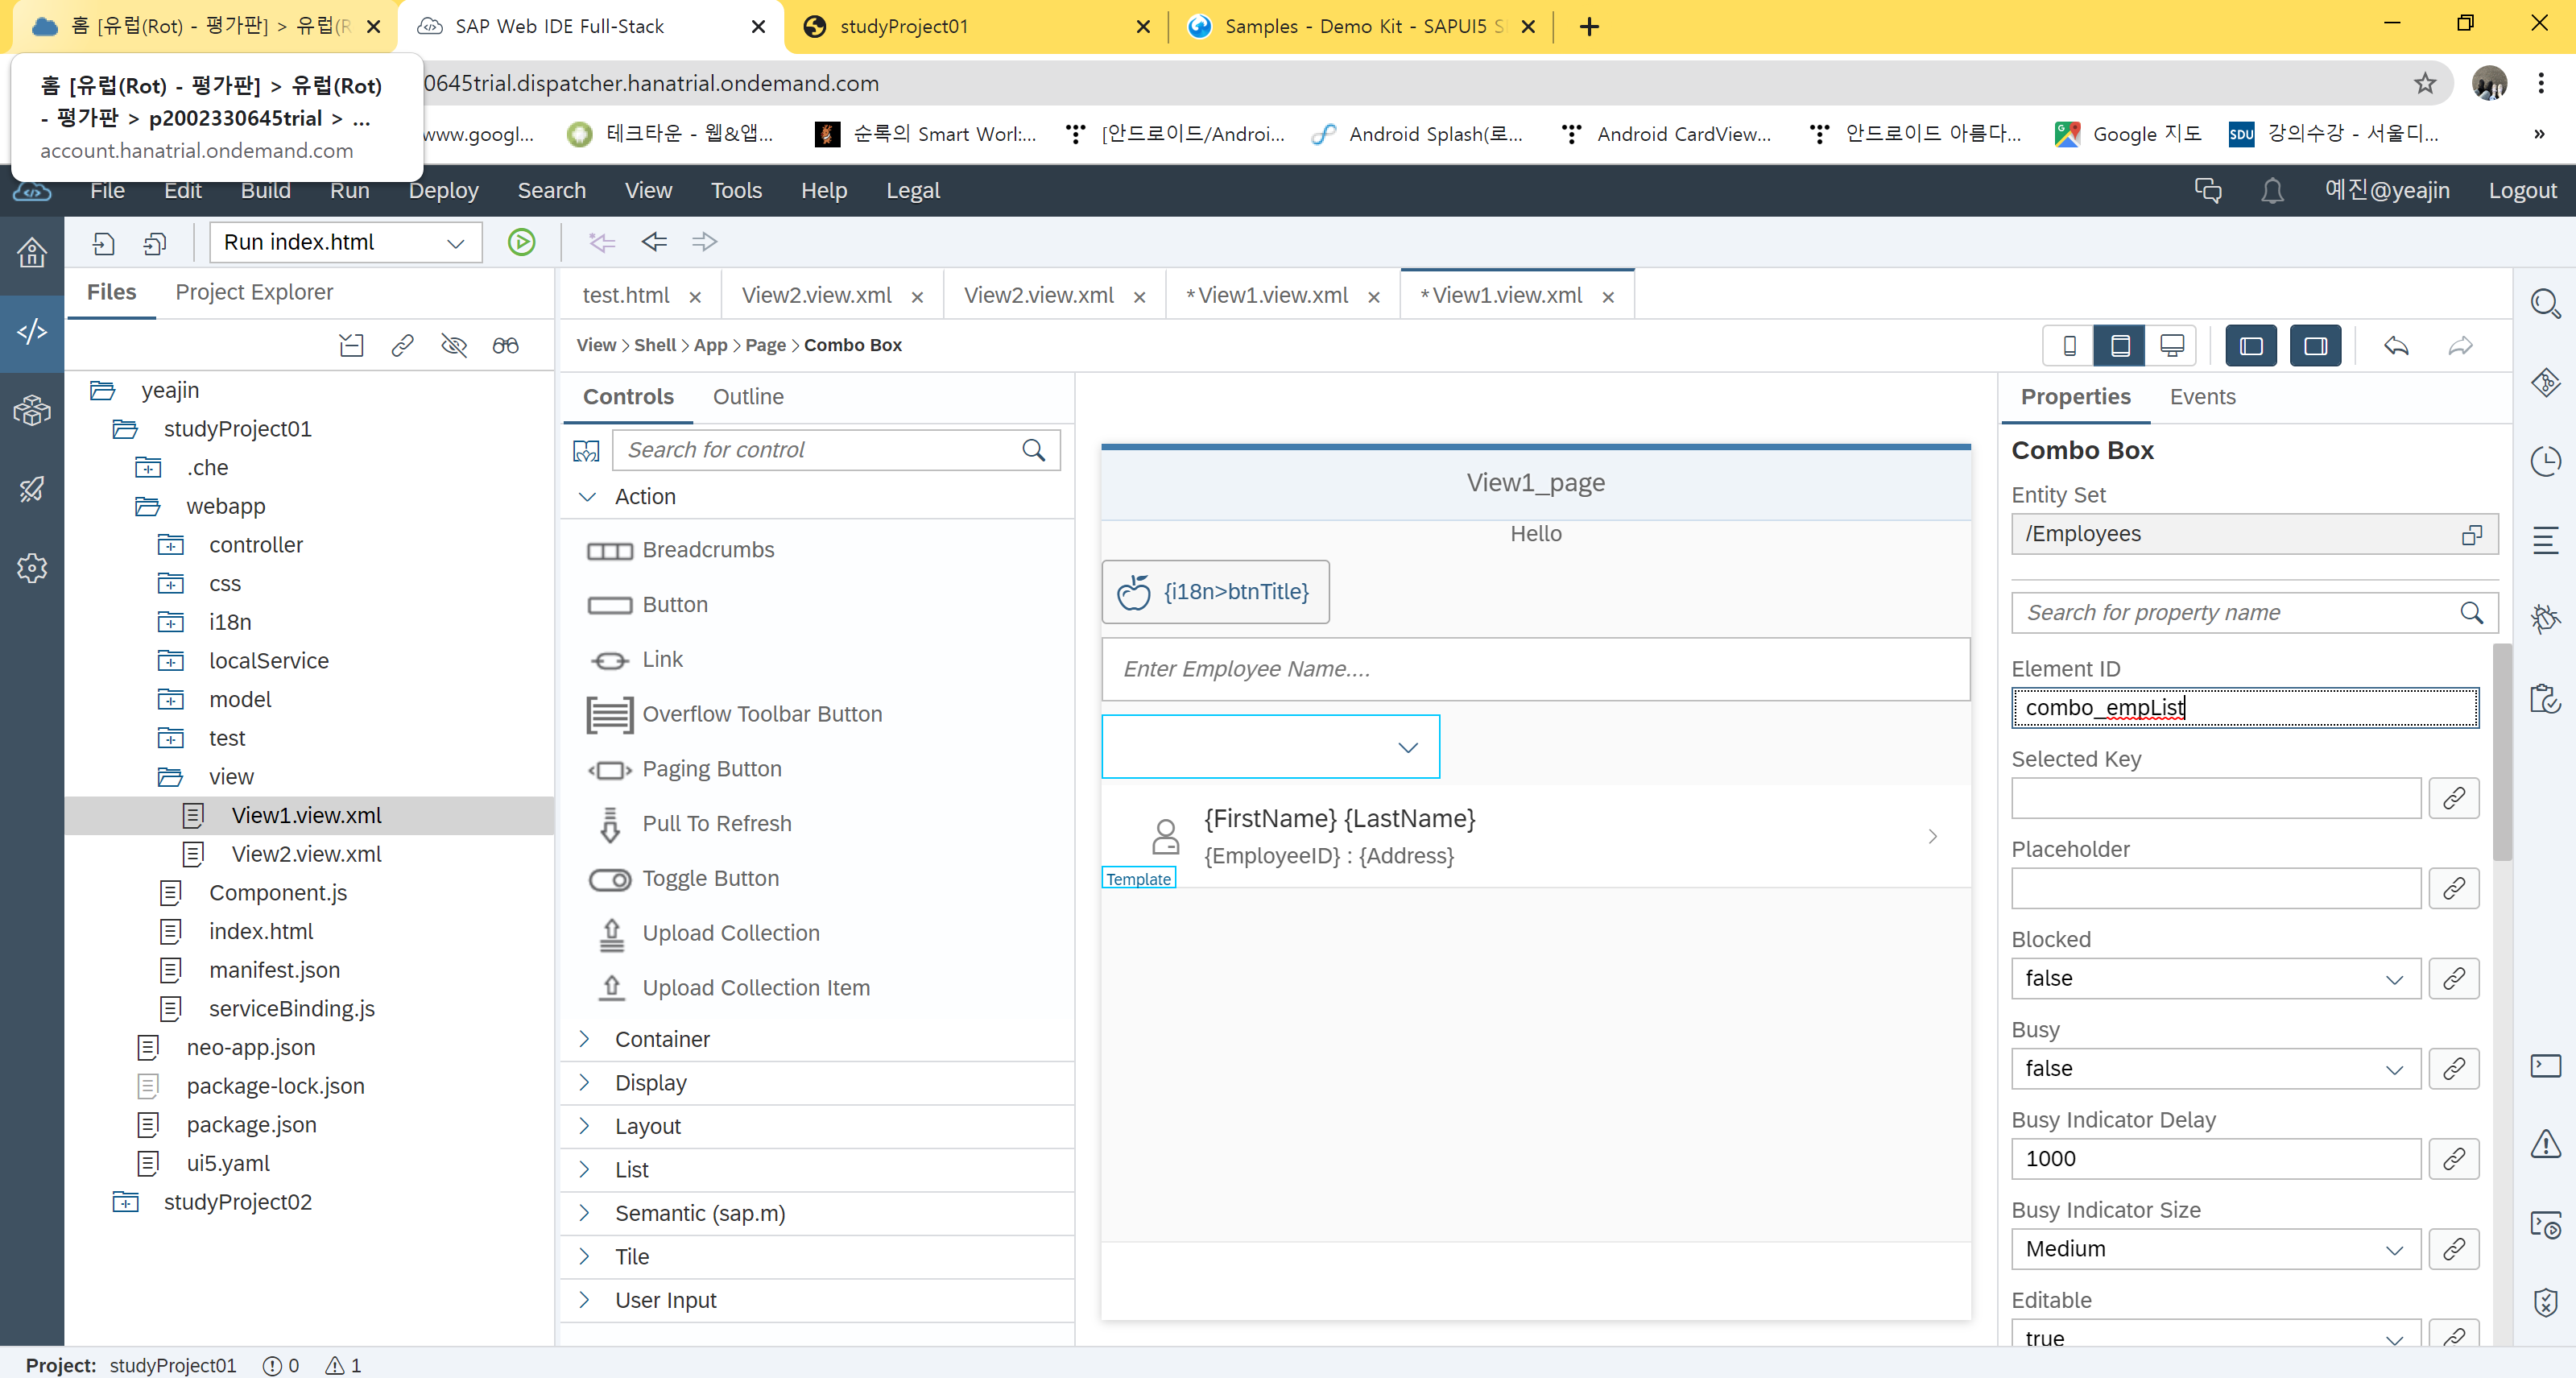 홈 [유럽(Rot) - 평가판] > 유럽(R
SAP Web IDE Full-Stack
studyProject01
Samples - Demo Kit - SAPUI5 S
홈 [유럽(Rot) - 평가판] > 유럽(Rot)
- 평가판 > p2002330645trial > ...
account.hanatrial.ondemand.com
0645trial.dispatcher.hanatrial.ondemand.com
www.googl...
테크타운 - 웹&앱...
순록의 Smart Worl:...
[안드로이드/Androi...
Android Splash(로...
Android CardView...
안드로이드 아름다...
Google 지도
SDU 강의수강 - 서울디...
»
File Edit Build Run Deploy Search View Tools Help Legal
예진@yeajin Logout
Run index.html
Files Project Explorer
test.html
View2.view.xml
View2.view.xml
*View1.view.xml
*View1.view.xml
View > Shell > App > Page > Combo Box
yeajin
studyProject01
.che
webapp
controller
css
i18n
localService
model
test
view
View1.view.xml
View2.view.xml
Component.js
index.html
manifest.json
serviceBinding.js
neo-app.json
package-lock.json
package.json
ui5.yaml
studyProject02
Controls Outline
Search for control
Action
Breadcrumbs
Button
Link
Overflow Toolbar Button
Paging Button
Pull To Refresh
Toggle Button
Upload Collection
Upload Collection Item
Container
Display
Layout
List
Semantic (sap.m)
Tile
User Input
View1_page
Hello
{i18n>btnTitle}
Enter Employee Name....
{FirstName} {LastName}
{EmployeeID} : {Address}
Template
Properties Events
Combo Box
Entity Set
/Employees
Search for property name
Element ID
combo_empList
Selected Key
Placeholder
Blocked
false
Busy
false
Busy Indicator Delay
1000
Busy Indicator Size
Medium
Editable
true
Project: studyProject01 0 1